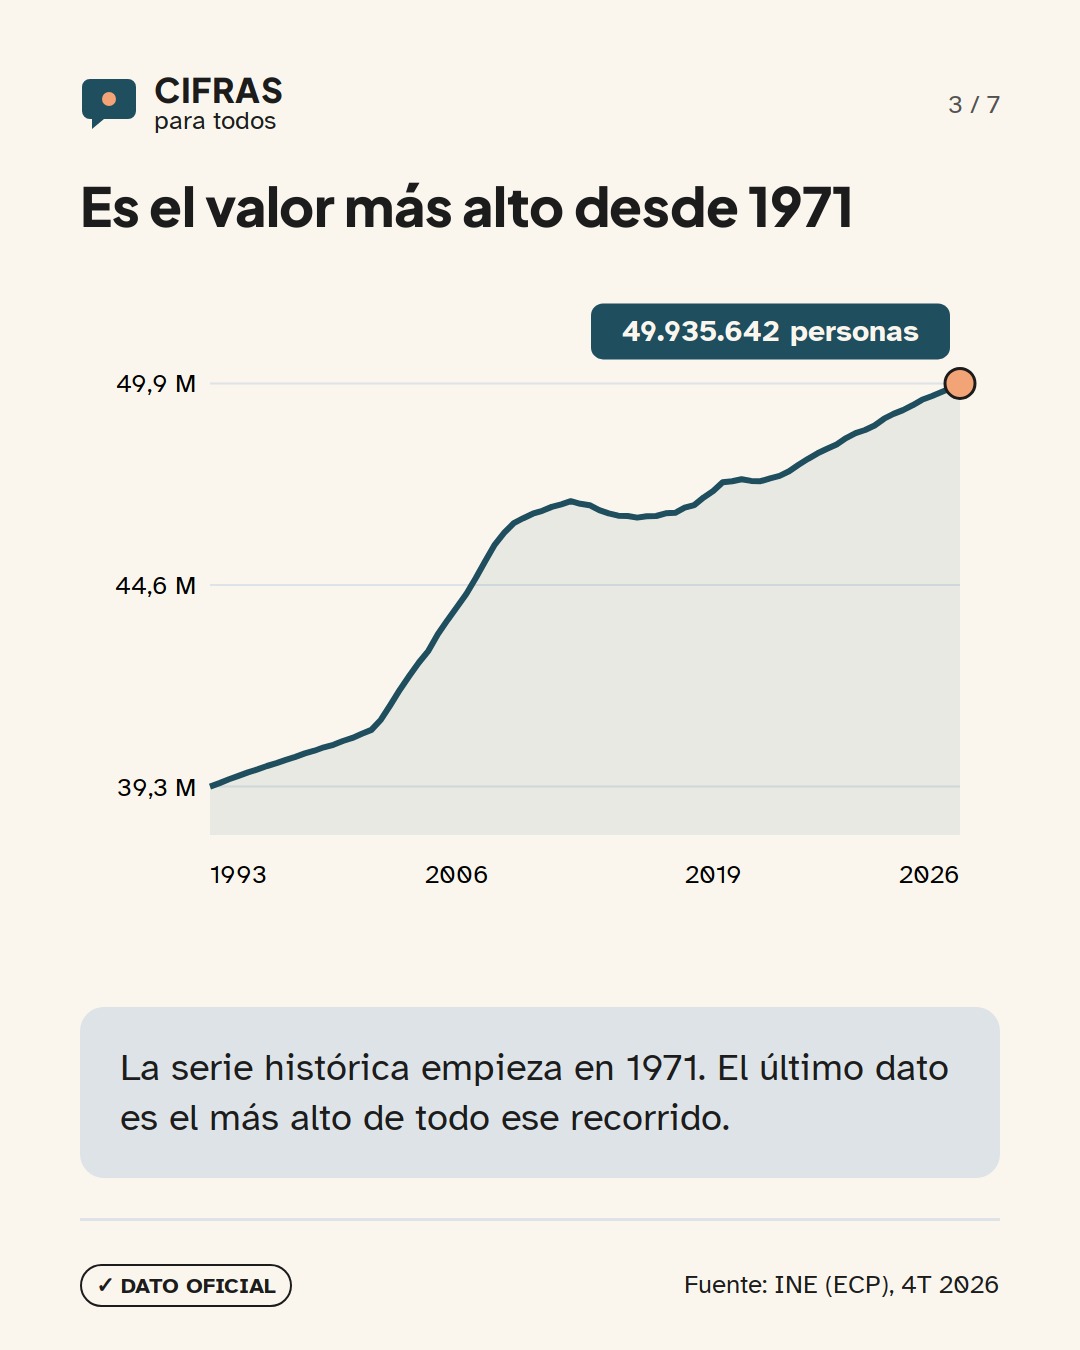 CIFRAS
para todos
3 / 7
Es el valor más alto desde 1971
49.935.642 personas
49,9 M
44,6 M
39,3 M
1993 2006 2019 2026
La serie histórica empieza en 1971. El último dato
es el más alto de todo ese recorrido.
✓ DATO OFICIAL
Fuente: INE (ECP), 4T 2026